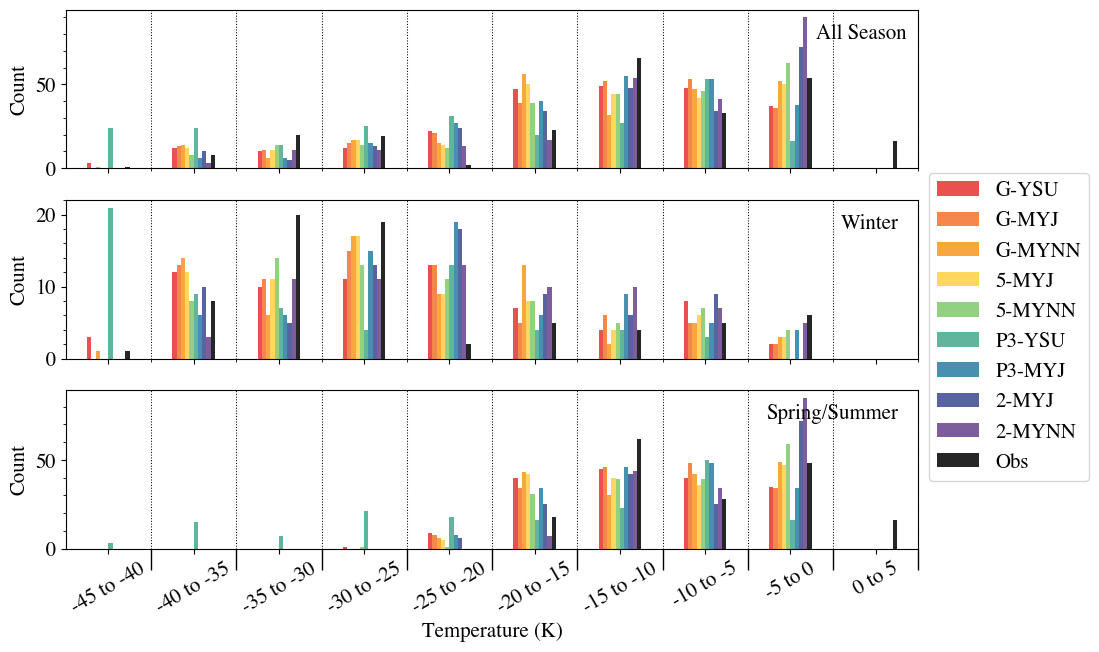 All Season
Count
50
0
Winter
Count
20
10
0
Spring/Summer
Count
50
0
-45 to -40
-40 to -35
-35 to -30
-30 to -25
-25 to -20
-20 to -15
-15 to -10
-10 to -5
-5 to 0
0 to 5
Temperature (K)
G-YSU
G-MYJ
G-MYNN
5-MYJ
5-MYNN
P3-YSU
P3-MYJ
2-MYJ
2-MYNN
Obs